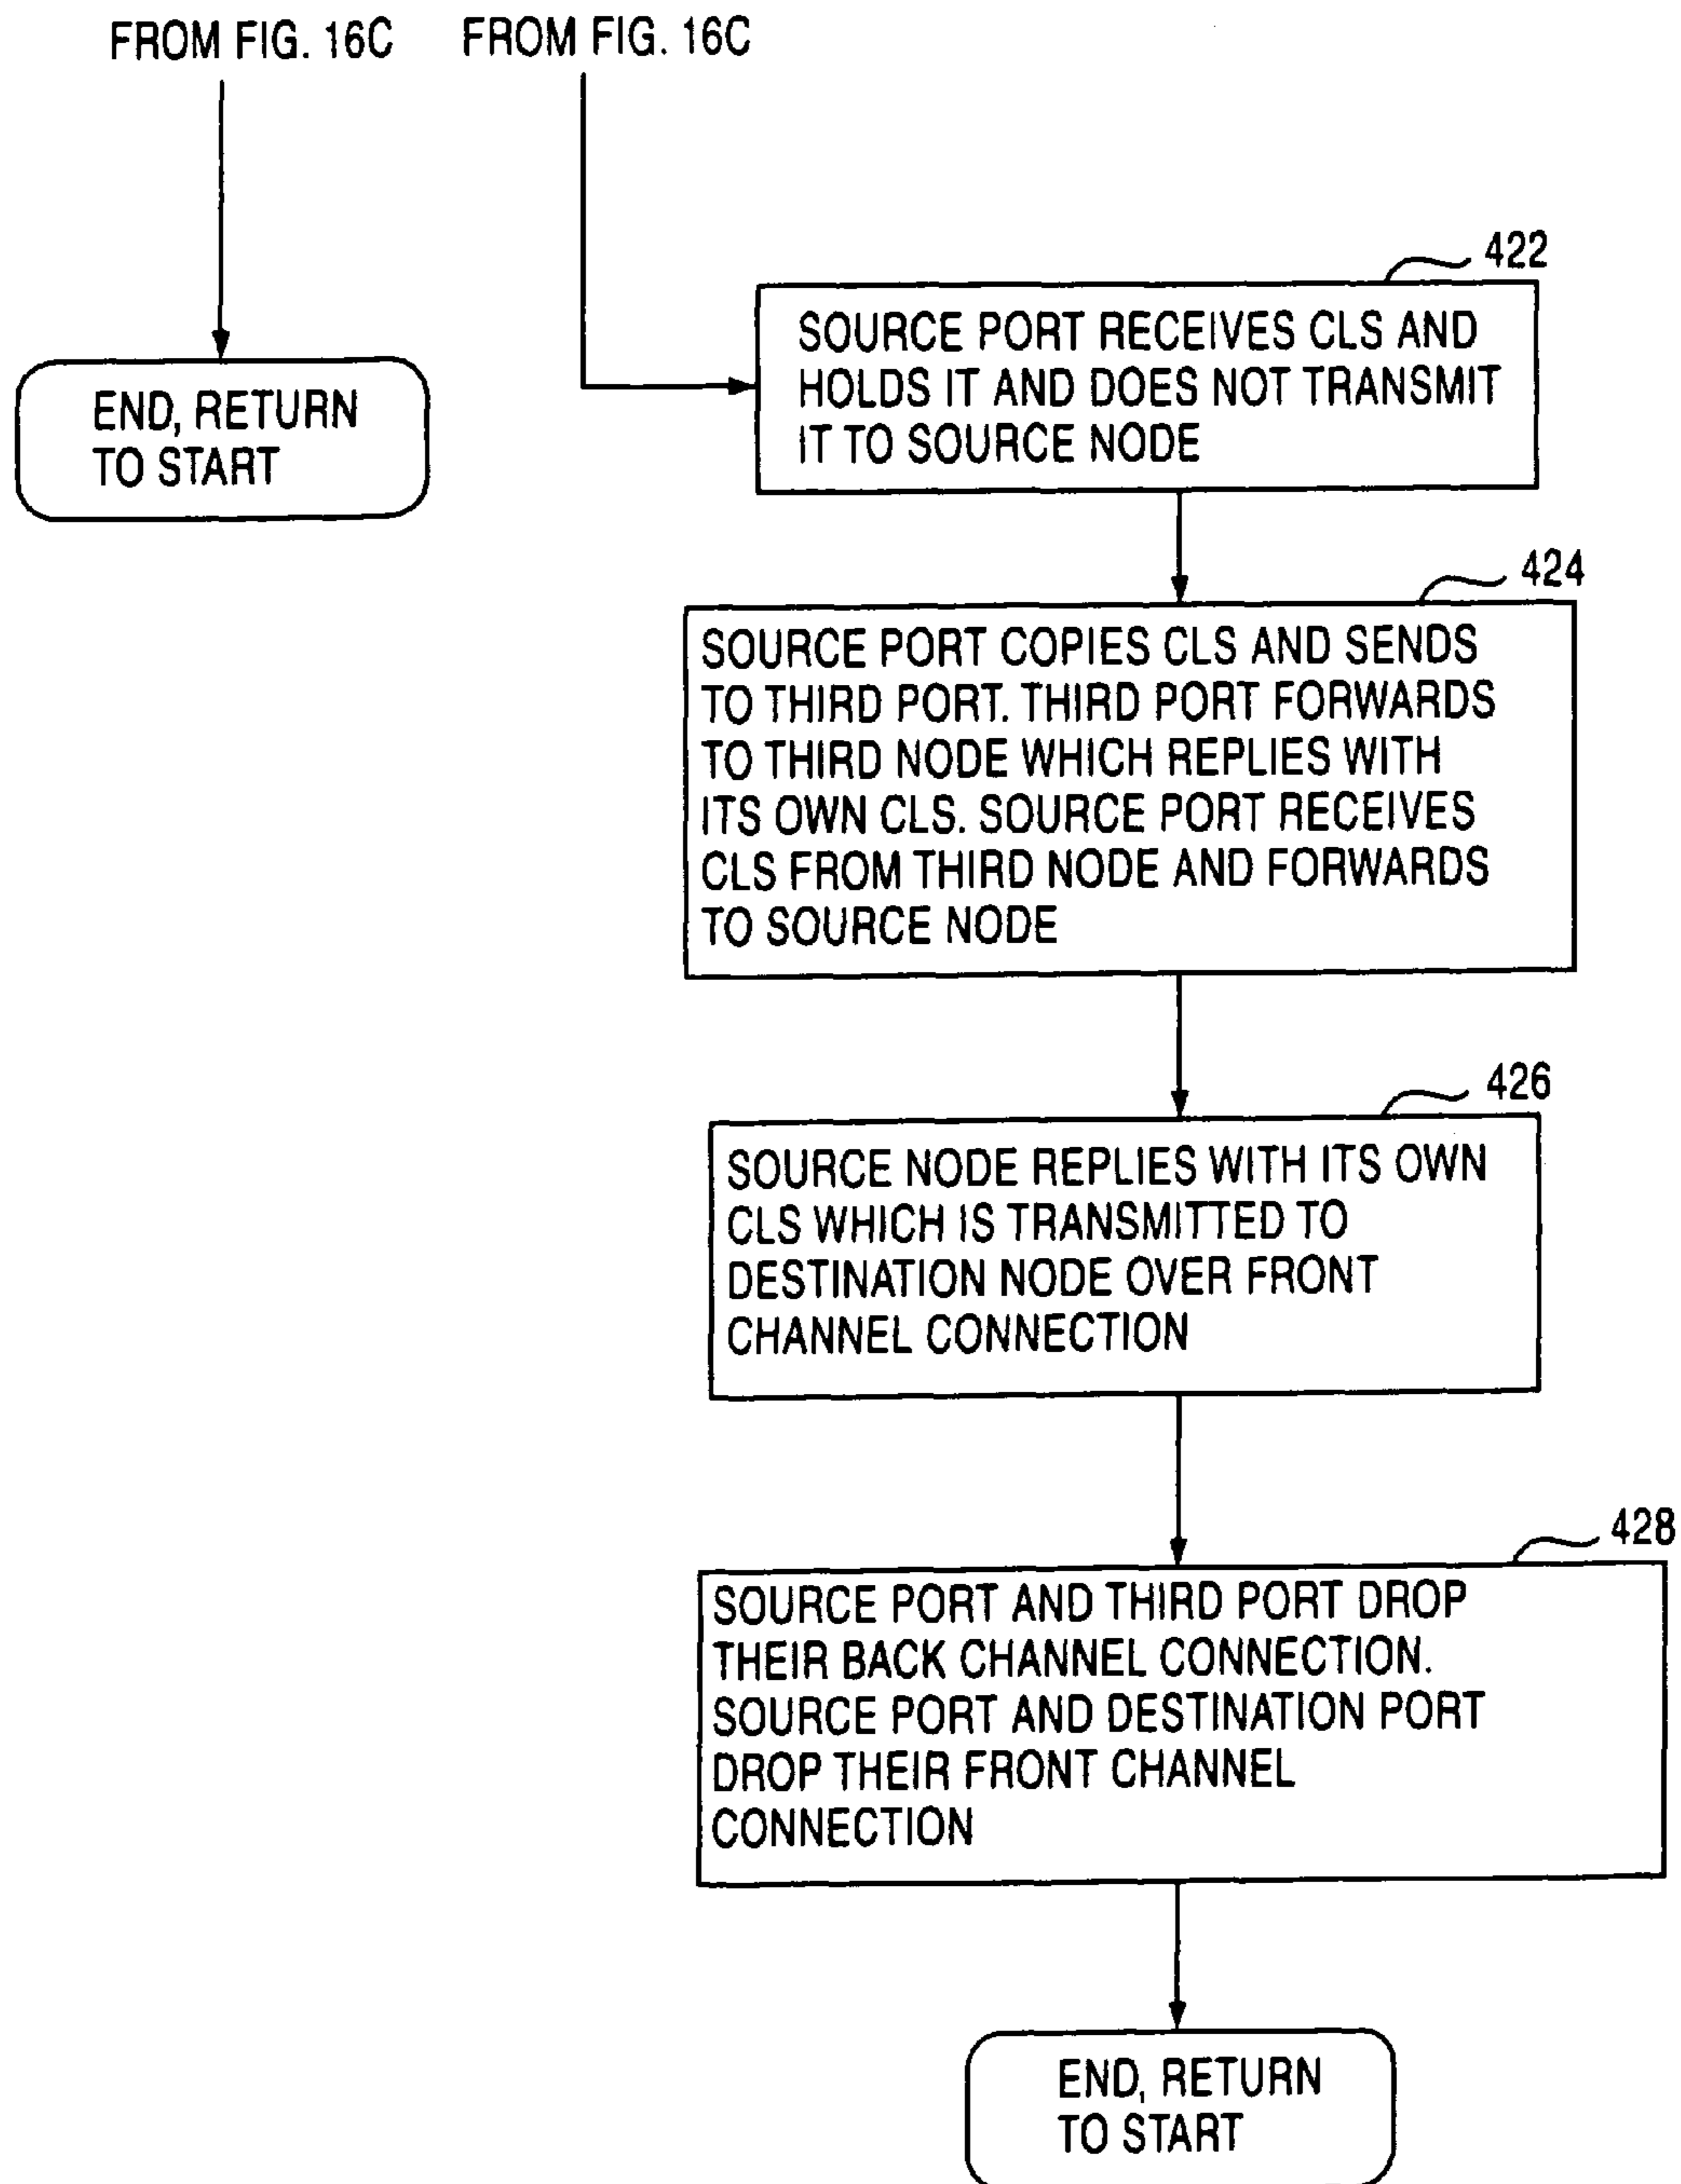 FROM FIG. 16C
FROM FIG. 16C
END, RETURN
TO START
422
SOURCE PORT RECEIVES CLS AND
HOLDS IT AND DOES NOT TRANSMIT
IT TO SOURCE NODE
424
SOURCE PORT COPIES CLS AND SENDS
TO THIRD PORT. THIRD PORT FORWARDS
TO THIRD NODE WHICH REPLIES WITH
ITS OWN CLS. SOURCE PORT RECEIVES
CLS FROM THIRD NODE AND FORWARDS
TO SOURCE NODE
426
SOURCE NODE REPLIES WITH ITS OWN
CLS WHICH IS TRANSMITTED TO
DESTINATION NODE OVER FRONT
CHANNEL CONNECTION
428
SOURCE PORT AND THIRD PORT DROP
THEIR BACK CHANNEL CONNECTION.
SOURCE PORT AND DESTINATION PORT
DROP THEIR FRONT CHANNEL
CONNECTION
END, RETURN
TO START